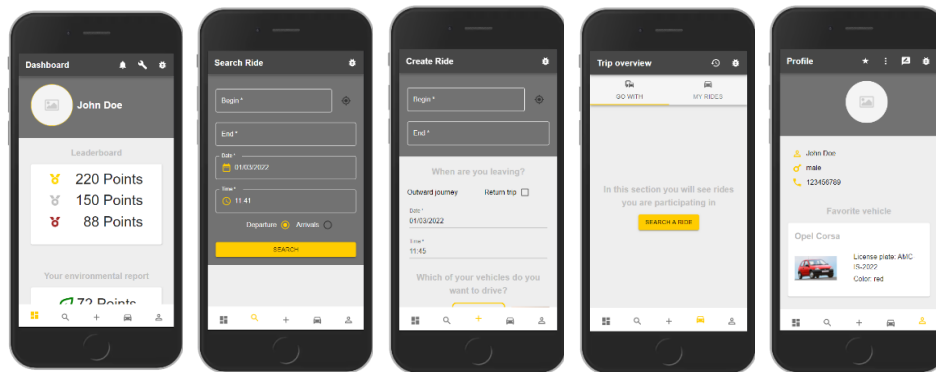 Dashboard
John Doe
Leaderboard
220 Points
150 Points
88 Points
Your environmental report
72 Points
Search Ride
Begin *
End *
Date *
01/03/2022
Time *
11:41
Departure Arrivals
SEARCH
Create Ride
Begin *
End *
When are you leaving?
Outward journey Return trip
Date *
01/03/2022
Time *
11:45
Which of your vehicles do you
want to drive?
Trip overview
GO WITH MY RIDES
In this section you will see rides
you are participating in
SEARCH A RIDE
Profile
John Doe
male
123456789
Favorite vehicle
Opel Corsa
License plate: AMC
IS-2022
Color: red